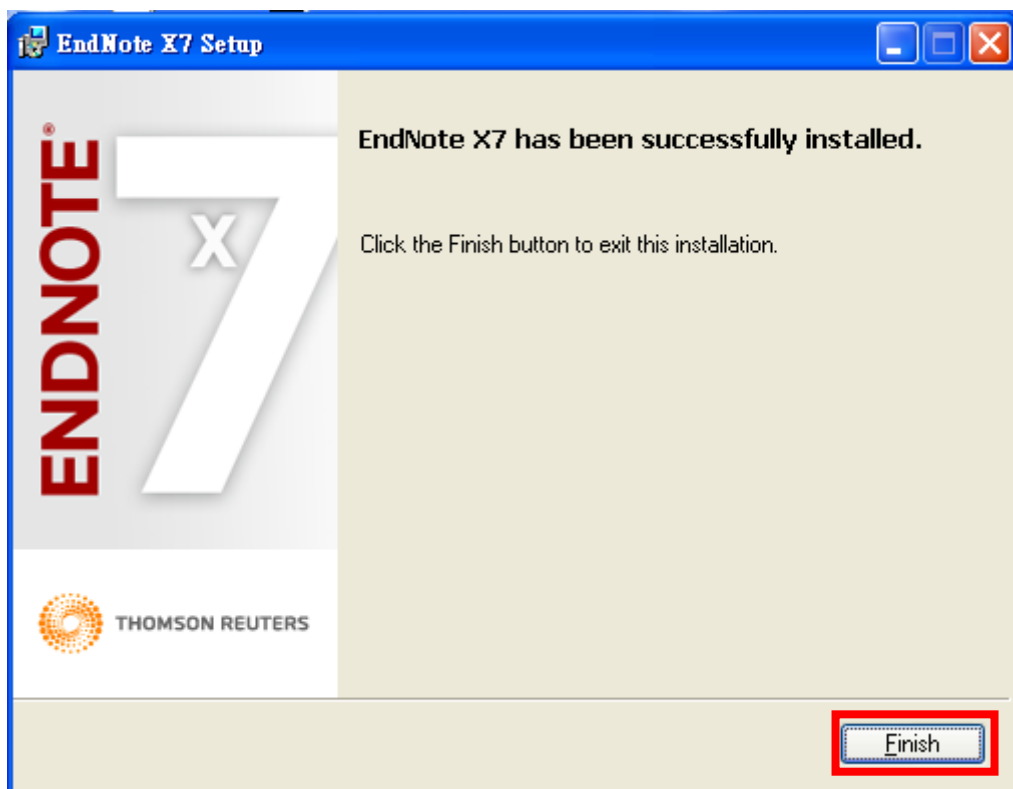 EndNote X7 Setup
ENDNOTE®
X7
EndNote X7 has been successfully installed.
Click the Finish button to exit this installation.
THOMSON REUTERS
Finish